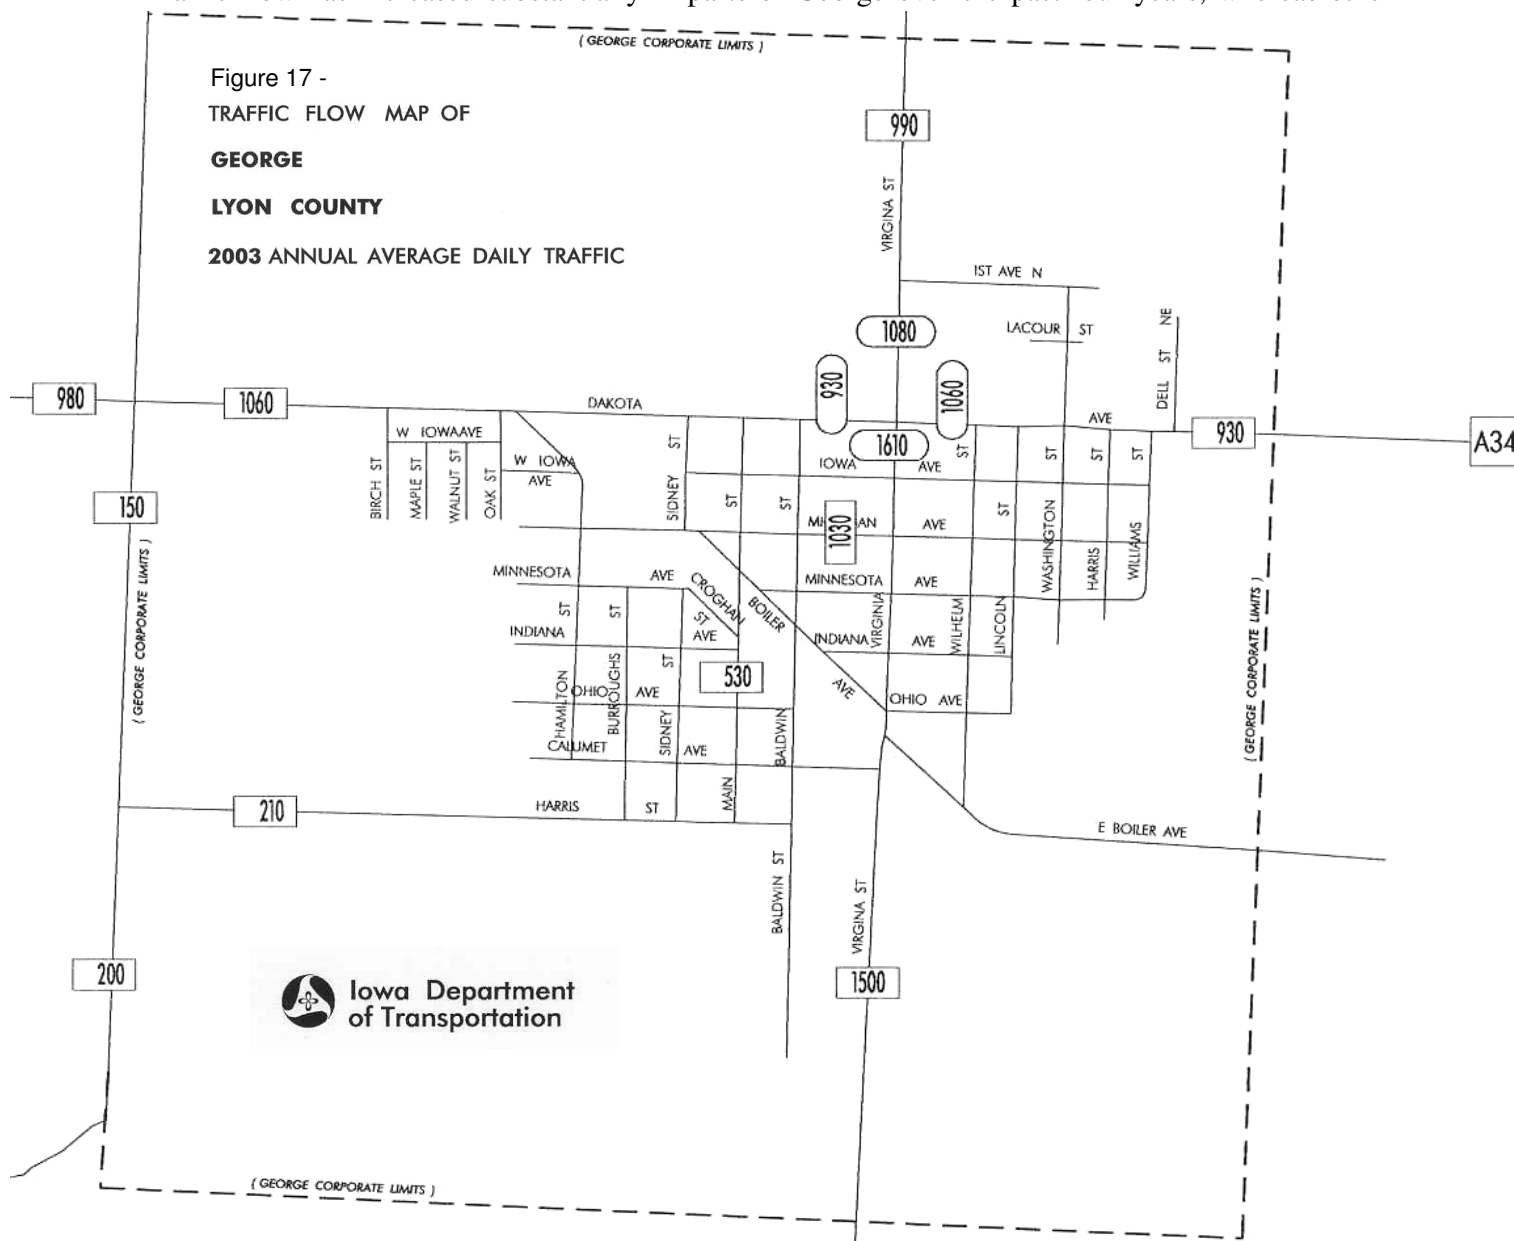 ( GEORGE CORPORATE LIMITS )
Figure 17 -
TRAFFIC FLOW MAP OF
GEORGE
LYON COUNTY
2003 ANNUAL AVERAGE DAILY TRAFFIC
990
VIRGINA ST
1ST AVE N
LACOUR ST
DELL ST NE
1080
930
1060
980
1060
DAKOTA
AVE
930
A34
1610
W IOWAAVE
W IOWA
AVE
IOWA AVE
BIRCH ST
MAPLE ST
WALNUT ST
OAK ST
SIDNEY ST
ST
ST
ST
ST
150
1030
AVE
WASHINGTON ST
HARRIS ST
WILLIAMS ST
MINNESOTA AVE
CROGHAN ST
BOILER AVE
MINNESOTA AVE
INDIANA AVE
INDIANA AVE
VIRGINIA
WILHELM
LINCOLN
HAMILTON ST
BURROUGHS ST
SIDNEY ST
530
OHIO AVE
OHIO AVE
BALDWIN
CALUMET AVE
MAIN
( GEORGE CORPORATE LIMITS )
( GEORGE CORPORATE LIMITS )
210
HARRIS ST
E BOILER AVE
BALDWIN ST
VIRGINA ST
200
1500
Iowa Department
of Transportation
( GEORGE CORPORATE LIMITS )